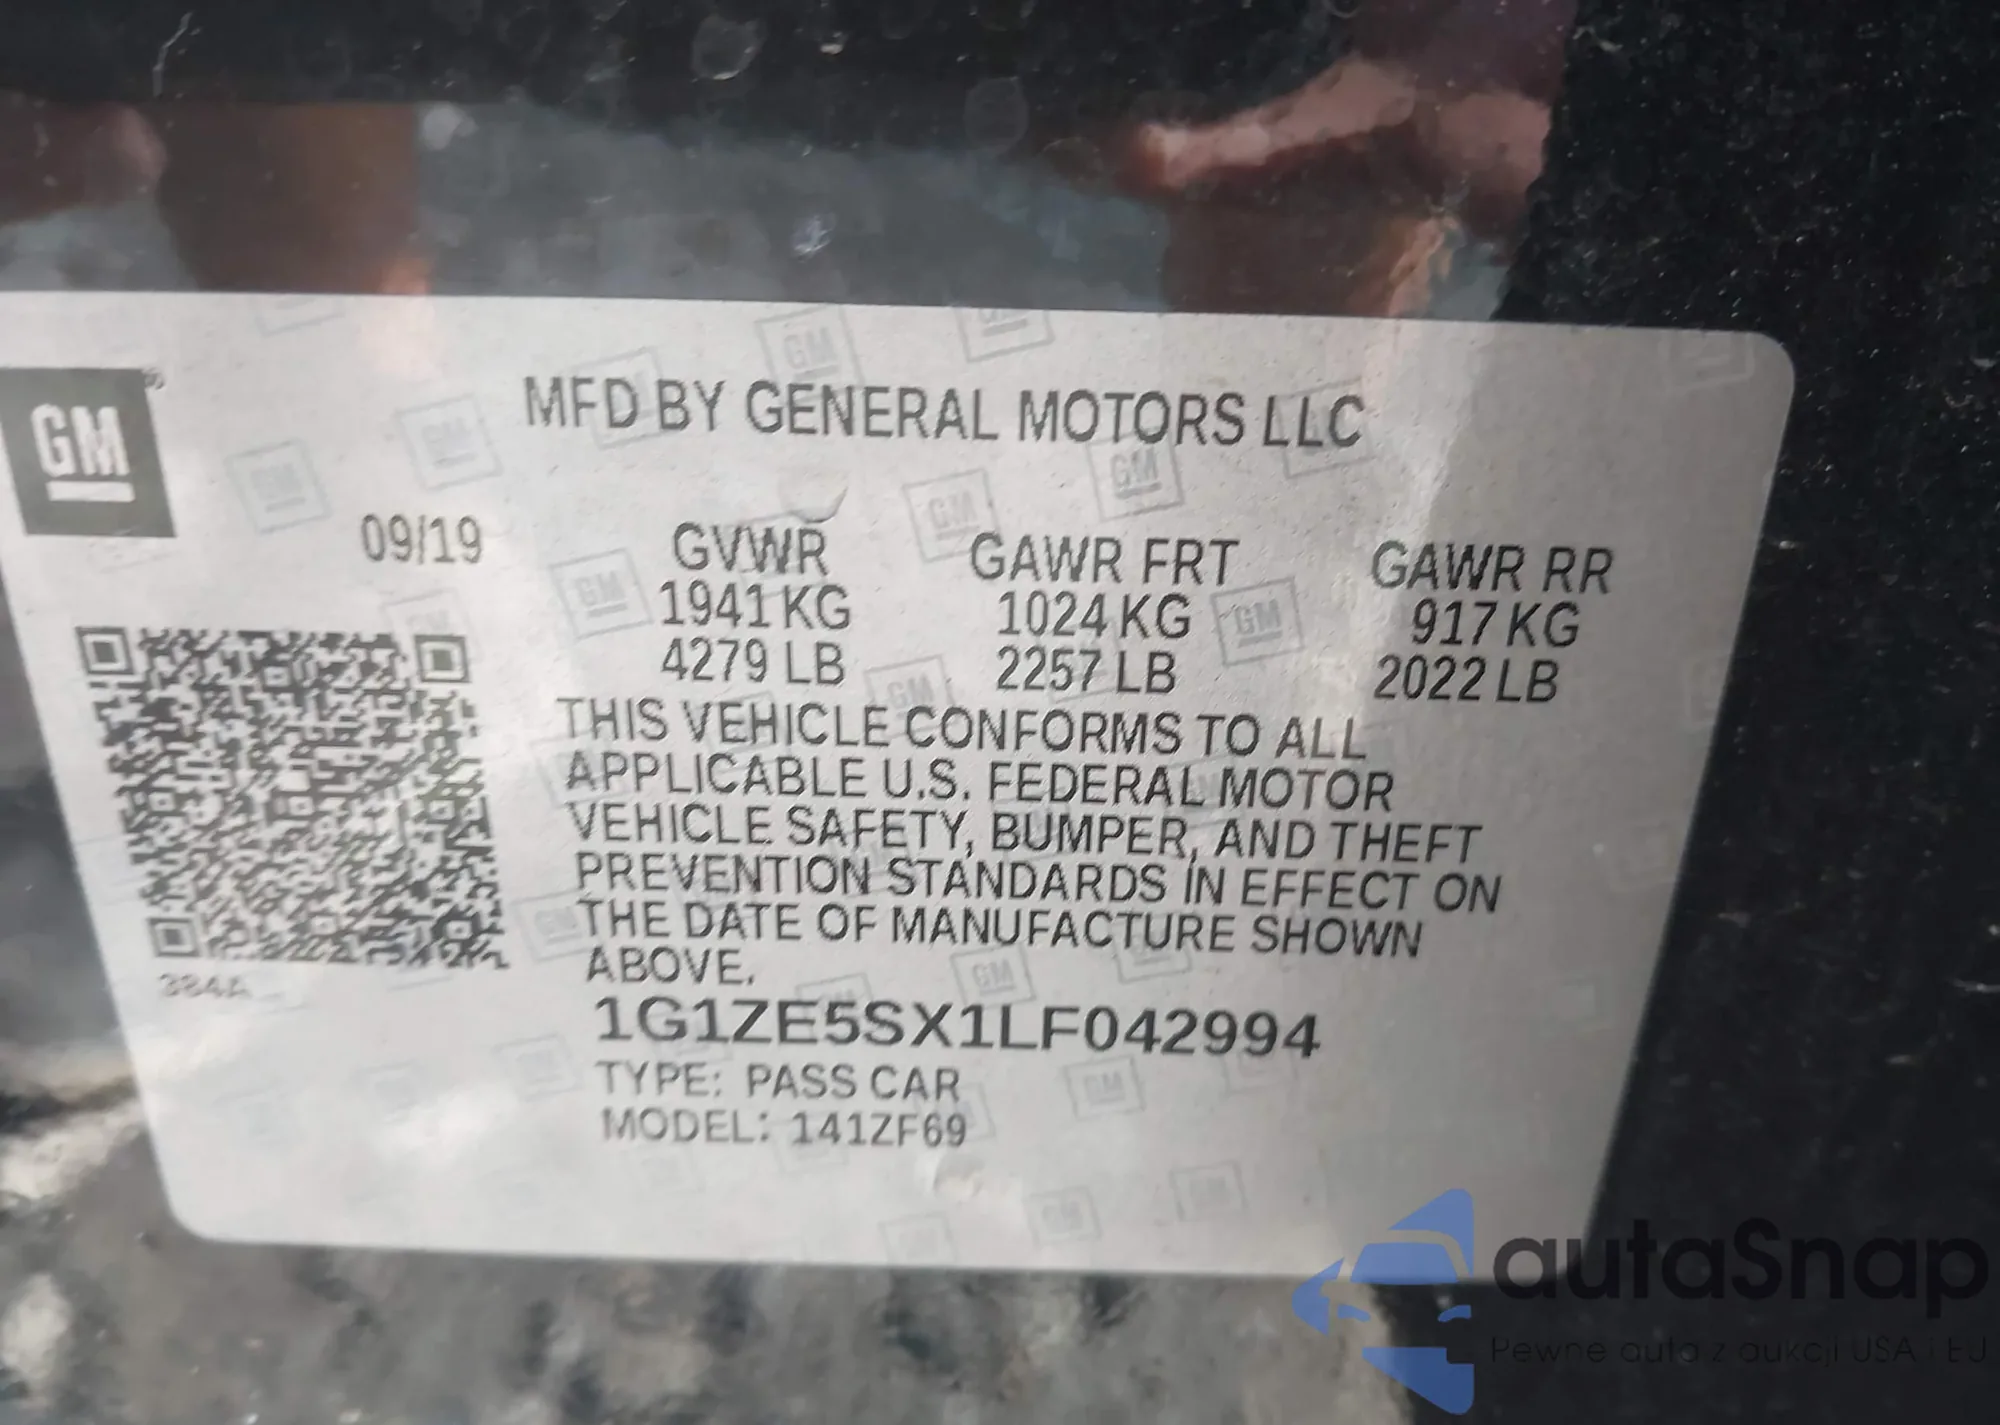 MFD BY GENERAL MOTORS LLC
GM
09/19
GVWR GAWR FRT GAWR RR
1941 KG 1024 KG 917 KG
4279 LB 2257 LB 2022 LB
THIS VEHICLE CONFORMS TO ALL
APPLICABLE U.S. FEDERAL MOTOR
VEHICLE SAFETY, BUMPER, AND THEFT
PREVENTION STANDARDS IN EFFECT ON
THE DATE OF MANUFACTURE SHOWN
ABOVE.
384A
1G1ZE5SX1LF042994
TYPE: PASS CAR
MODEL: 141ZF69
autaSnap
Pewne auta z aukcji USA i EU